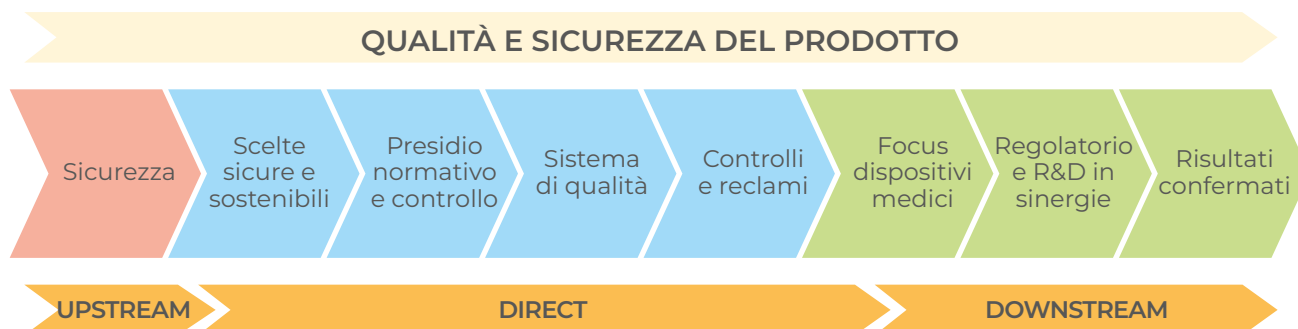 QUALITÀ E SICUREZZA DEL PRODOTTO
Sicurezza
Scelte
sicure e
sostenibili
Presidio
normativo
e controllo
Sistema
di qualità
Controlli
e reclami
Focus
dispositivi
medici
Regolatorio
e R&D in
sinergie
Risultati
confermati
UPSTREAM
DIRECT
DOWNSTREAM